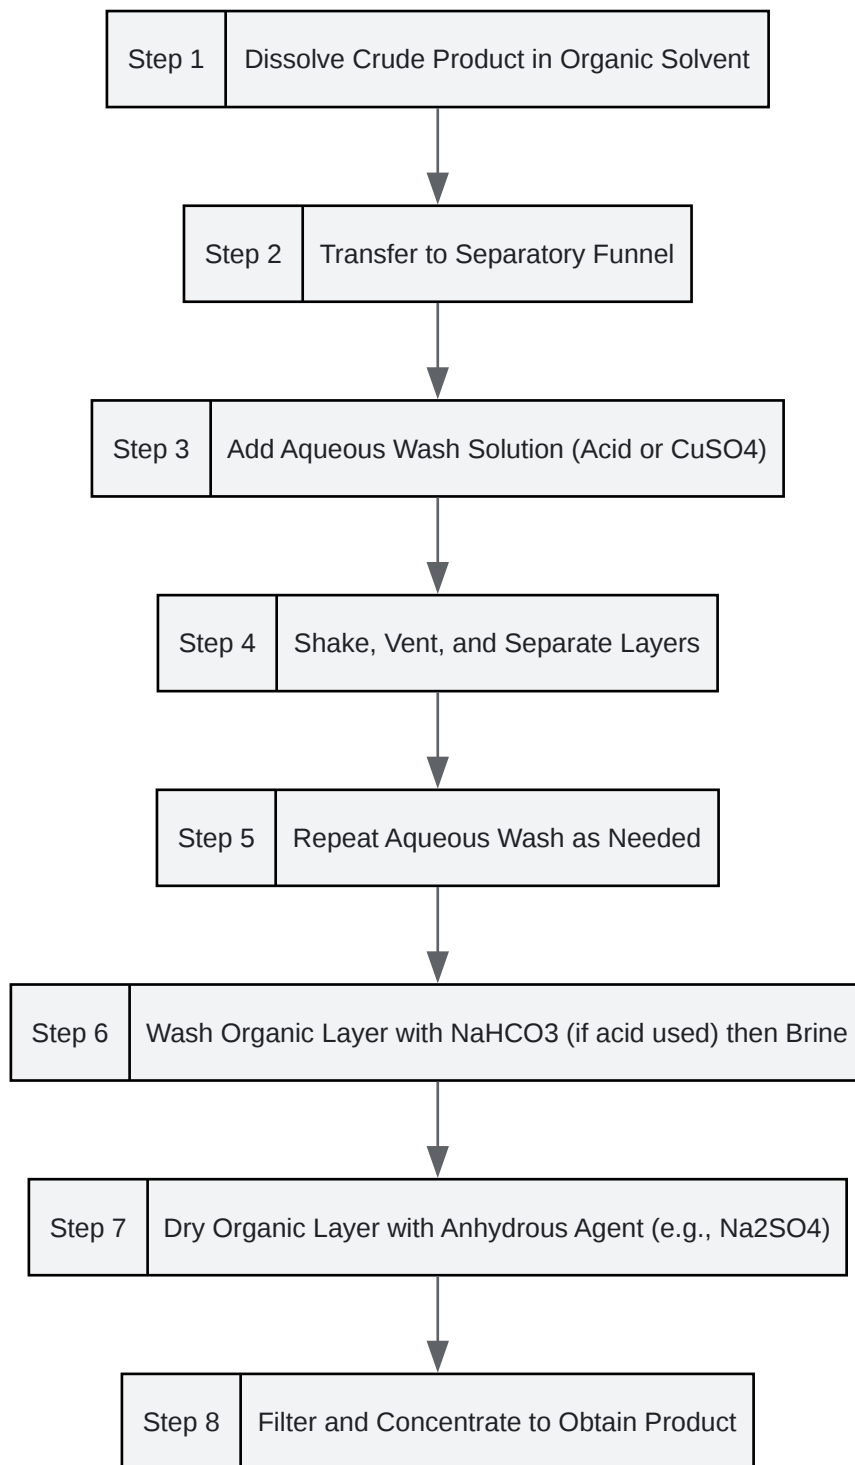 Step 1 Dissolve Crude Product in Organic Solvent
Step 2 Transfer to Separatory Funnel
Step 3 Add Aqueous Wash Solution (Acid or CuSO4)
Step 4 Shake, Vent, and Separate Layers
Step 5 Repeat Aqueous Wash as Needed
Step 6 Wash Organic Layer with NaHCO3 (if acid used) then Brine
Step 7 Dry Organic Layer with Anhydrous Agent (e.g., Na2SO4)
Step 8 Filter and Concentrate to Obtain Product